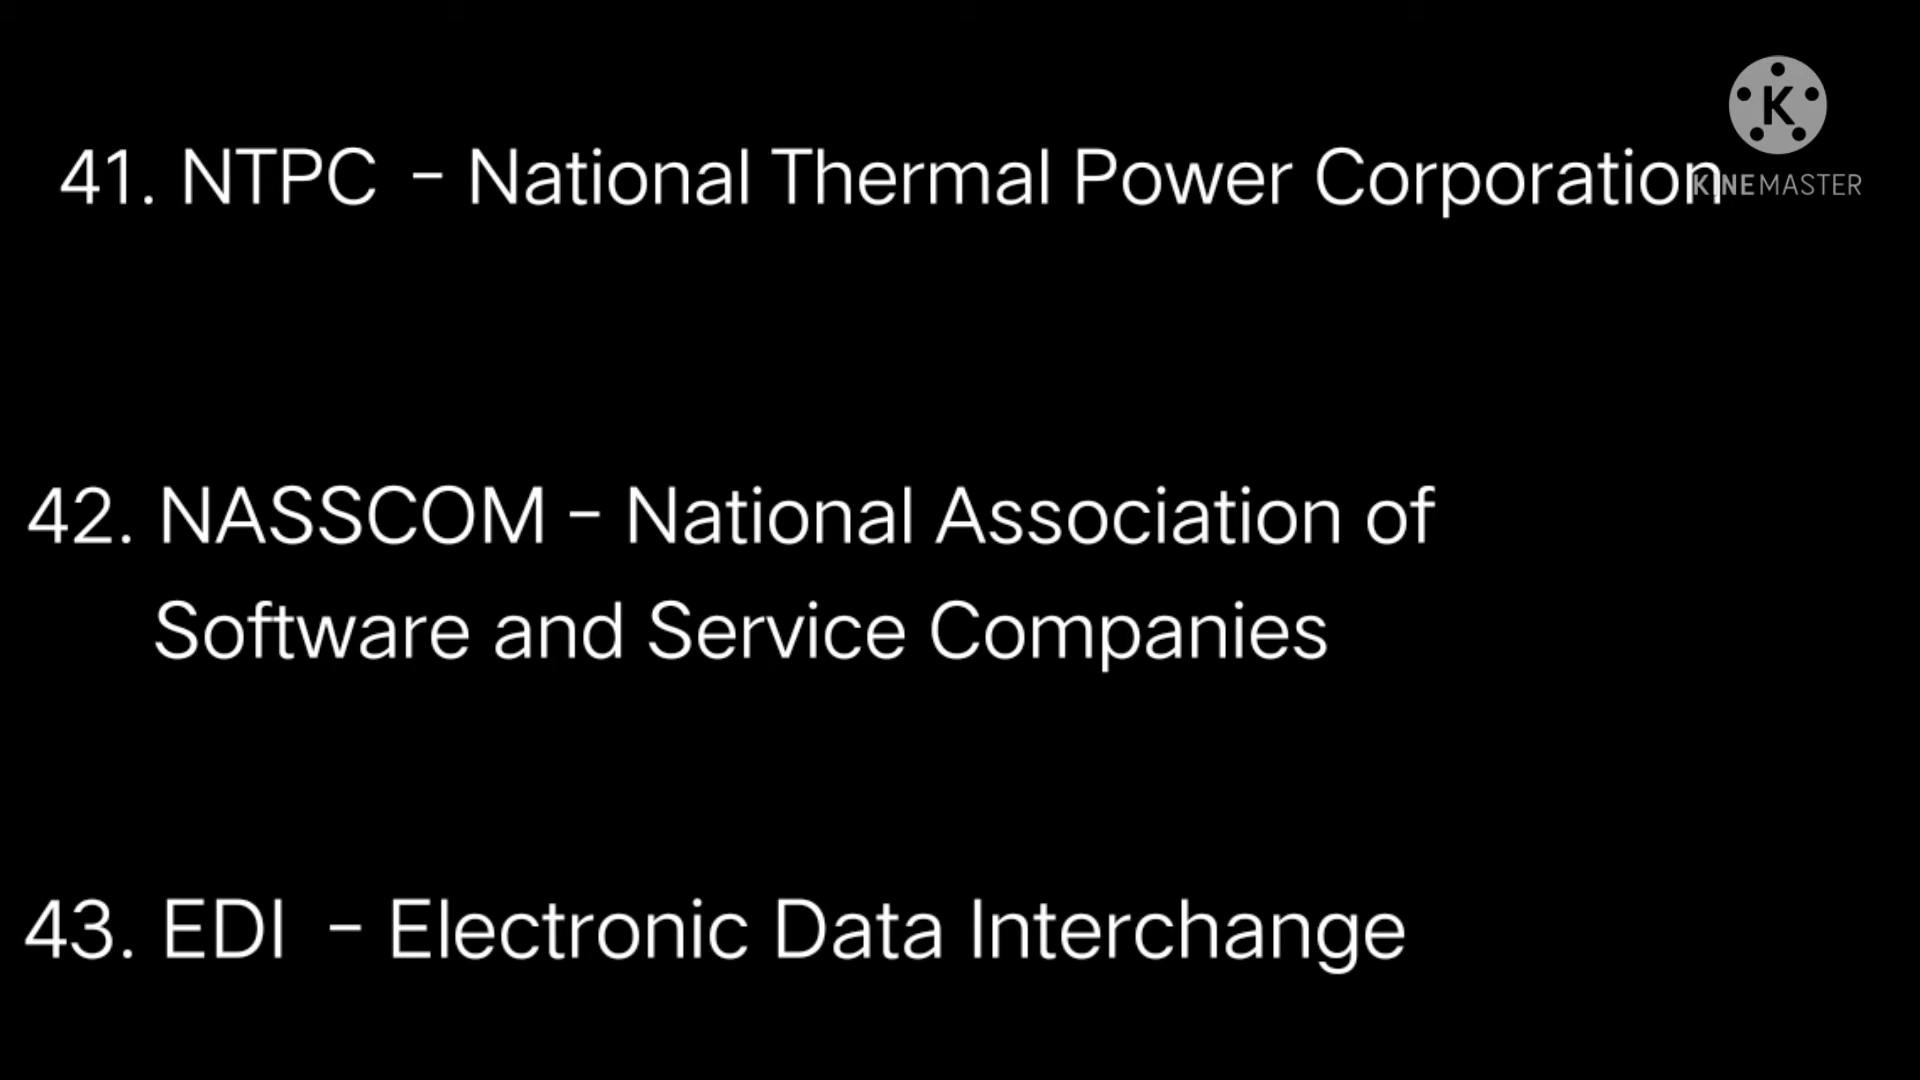 41. NTPC - National Thermal Power Corporation
K
KINEMASTER
42. NASSCOM - National Association of
Software and Service Companies
43. EDI - Electronic Data Interchange